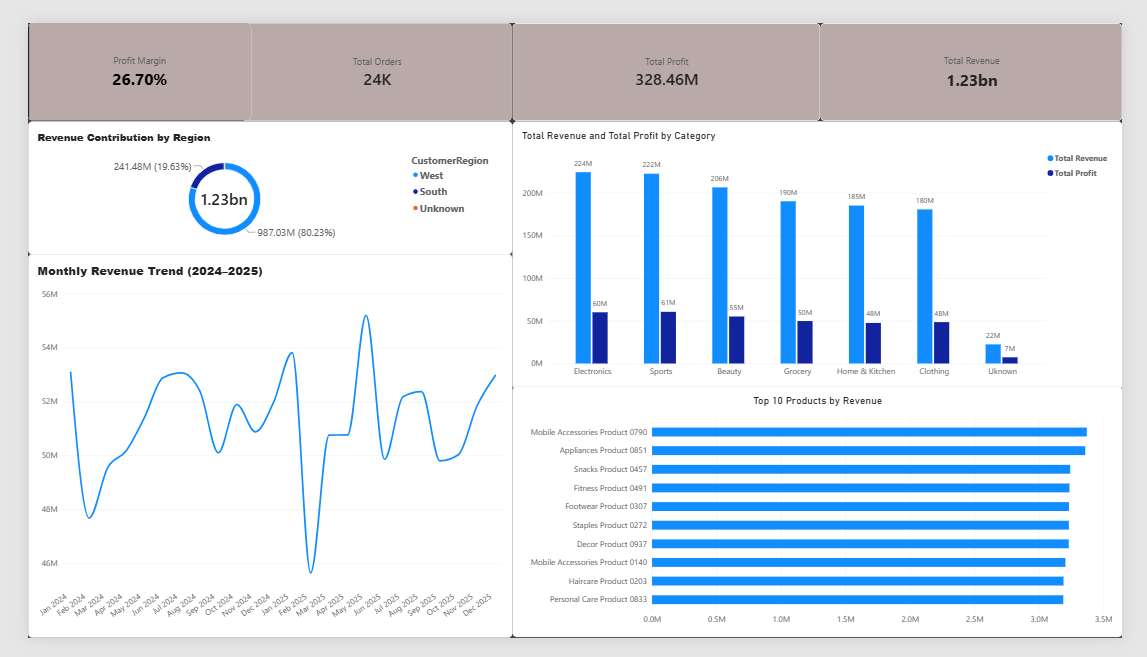 Profit Margin
26.70%
Total Orders
24K
Total Profit
328.46M
Total Revenue
1.23bn
Revenue Contribution by Region
241.48M (19.63%)
1.23bn
987.03M (80.23%)
CustomerRegion
West
South
Unknown
Monthly Revenue Trend (2024–2025)
56M
54M
52M
50M
48M
46M
Jan 2024
Feb 2024
Mar 2024
Apr 2024
May 2024
Jun 2024
Jul 2024
Aug 2024
Sep 2024
Oct 2024
Nov 2024
Dec 2024
Jan 2025
Feb 2025
Mar 2025
Apr 2025
May 2025
Jun 2025
Jul 2025
Aug 2025
Sep 2025
Oct 2025
Nov 2025
Dec 2025
Total Revenue and Total Profit by Category
Total Revenue
Total Profit
200M
150M
100M
50M
0M
224M
60M
222M
61M
206M
55M
190M
50M
185M
48M
180M
48M
22M
7M
Electronics
Sports
Beauty
Grocery
Home & Kitchen
Clothing
Uknown
Top 10 Products by Revenue
Mobile Accessories Product 0790
Appliances Product 0851
Snacks Product 0457
Fitness Product 0491
Footwear Product 0307
Staples Product 0272
Decor Product 0937
Mobile Accessories Product 0140
Haircare Product 0203
Personal Care Product 0833
0.0M
0.5M
1.0M
1.5M
2.0M
2.5M
3.0M
3.5M